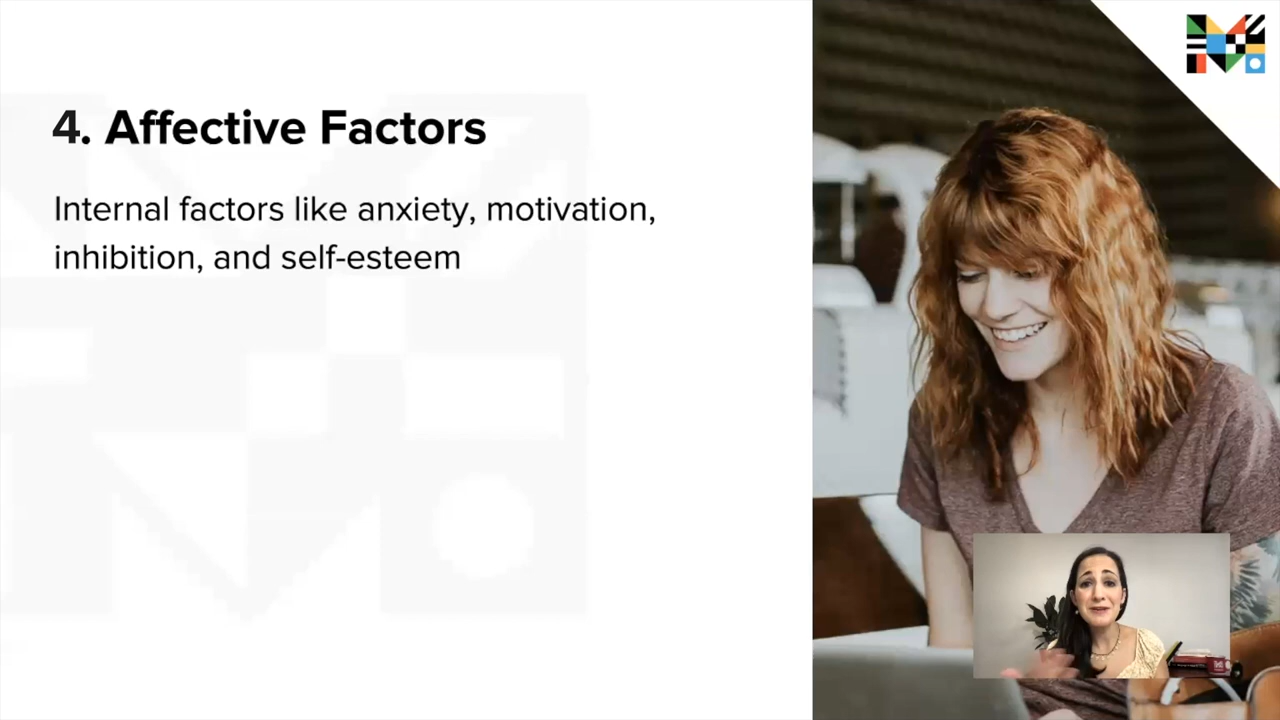 4. Affective Factors
Internal factors like anxiety, motivation,
inhibition, and self-esteem